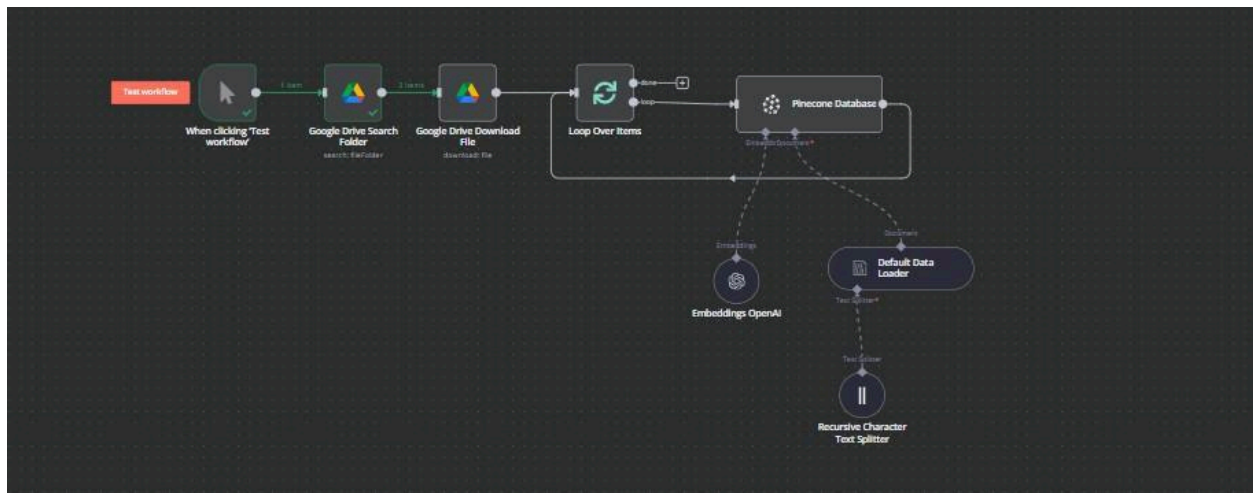 Test workflow
When clicking 'Test
workflow'
1 item
Google Drive Search
Folder
search: fileFolder
2 items
Google Drive Download
File
download: file
Loop Over Items
done
loop
Pinecone Database
Document*
Embeddings
Embeddings OpenAI
Document
Default Data
Loader
Text Splitter*
Text Splitter
Recursive Character
Text Splitter